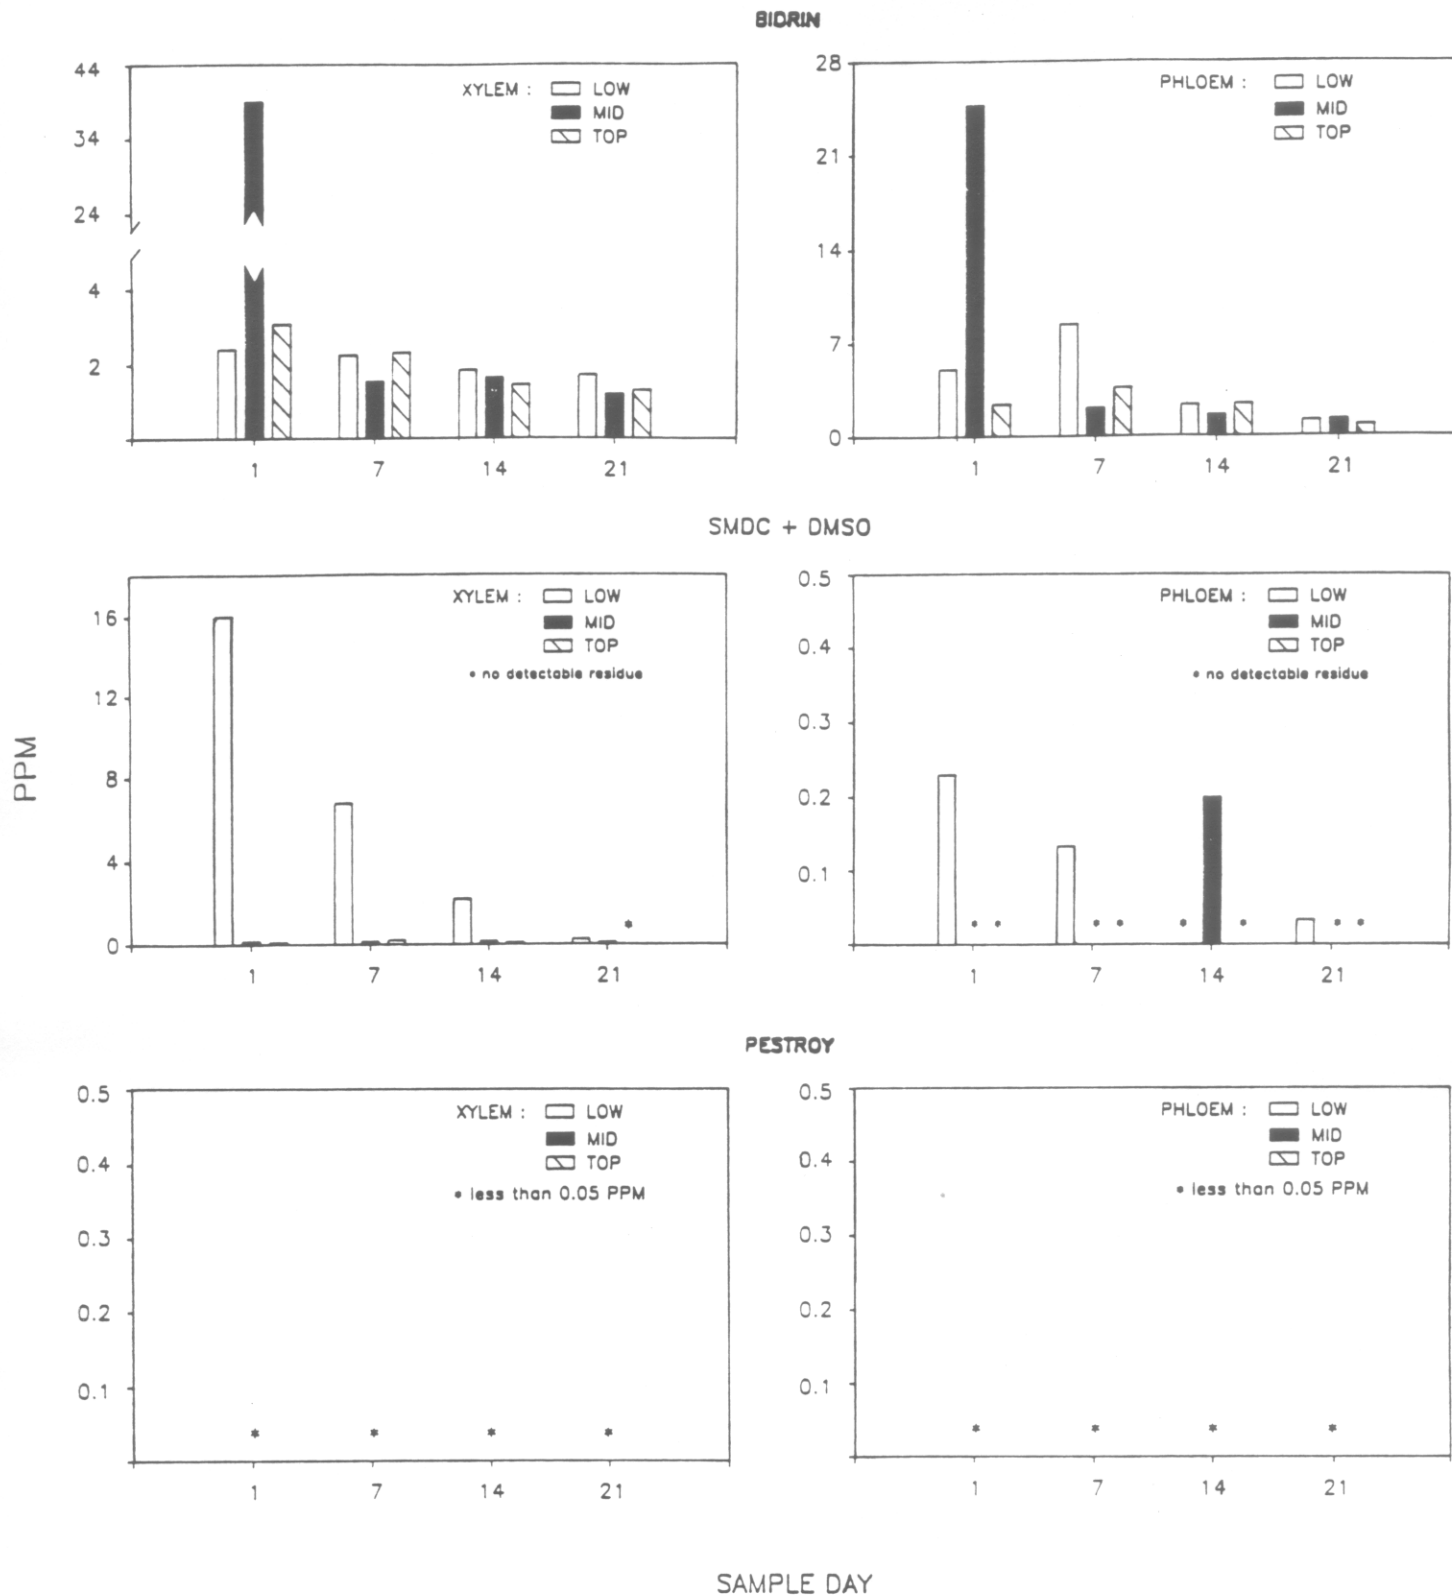 BIDRIN
44
34
24
4
2
XYLEM : LOW
MID
TOP
1 7 14 21
28
21
14
7
0
PHLOEM : LOW
MID
TOP
1 7 14 21
SMDC + DMSO
PPM
16
12
8
4
0
XYLEM : LOW
MID
TOP
* no detectable residue
*
1 7 14 21
0.5
0.4
0.3
0.2
0.1
PHLOEM : LOW
MID
TOP
* no detectable residue
* * * * * * * *
1 7 14 21
PESTROY
0.5
0.4
0.3
0.2
0.1
XYLEM : LOW
MID
TOP
* less than 0.05 PPM
* * * *
1 7 14 21
0.5
0.4
0.3
0.2
0.1
PHLOEM : LOW
MID
TOP
* less than 0.05 PPM
* * * *
1 7 14 21
SAMPLE DAY